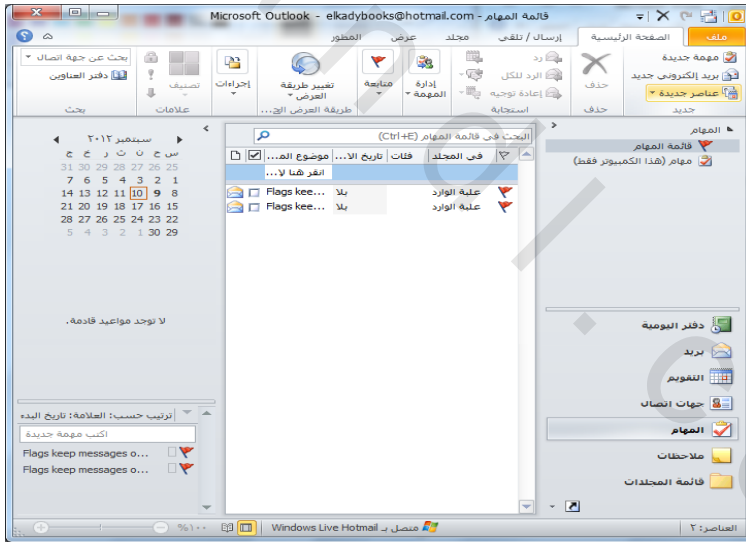 قائمة المهام - Microsoft Outlook - elkadybooks@hotmail.com
ملف الصفحة الرئيسية إرسال / تلقي مجلد عرض المطور
مهمة جديدة
بريد إلكتروني جديد
عناصر جديدة
جديد
حذف
حذف
رد
الرد للكل
إعادة توجيه
استجابة
إدارة المهمة
متابعة
تغيير طريقة العرض
طريقة العرض الح...
إجراءات
تصنيف
علامات
بحث عن جهة اتصال
دفتر العناوين
بحث
المهام
قائمة المهام
مهام (هذا الكمبيوتر فقط)
دفتر اليومية
بريد
التقويم
جهات اتصال
المهام
ملاحظات
قائمة المجلدات
البحث في قائمة المهام (Ctrl+E)
في المجلد فئات تاريخ الا... موضوع المـ...
انقر هنا لا...
علبة الوارد بلا Flags kee...
علبة الوارد بلا Flags kee...
سبتمبر ٢٠١٢
س ح ن ث ر خ ج
25 26 27 28 29 30 31
1 2 3 4 5 6 7
8 9 10 11 12 13 14
15 16 17 18 19 20 21
22 23 24 25 26 27 28
29 30 1 2 3 4 5
لا توجد مواعيد قادمة.
ترتيب حسب: العلامة: تاريخ البدء
اكتب مهمة جديدة
Flags keep messages o...
Flags keep messages o...
العناصر: ٢
متصل بـ Windows Live Hotmail
%١٠٠